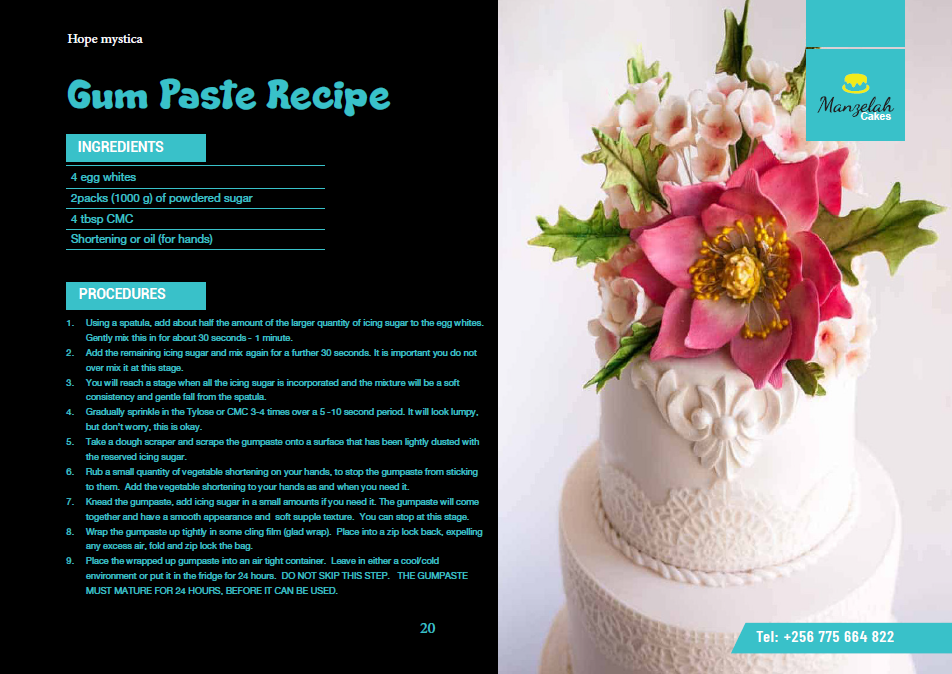 Hope mystica
Gum Paste Recipe
INGREDIENTS
4 egg whites
2packs (1000 g) of powdered sugar
4 tbsp CMC
Shortening or oil (for hands)
PROCEDURES
1. Using a spatula, add about half the amount of the larger quantity of icing sugar to the egg whites.
Gently mix this in for about 30 seconds - 1 minute.
2. Add the remaining icing sugar and mix again for a further 30 seconds. It is important you do not
over mix it at this stage.
3. You will reach a stage when all the icing sugar is incorporated and the mixture will be a soft
consistency and gentle fall from the spatula.
4. Gradually sprinkle in the Tylose or CMC 3-4 times over a 5 -10 second period. It will look lumpy,
but don't worry, this is okay.
5. Take a dough scraper and scrape the gumpaste onto a surface that has been lightly dusted with
the reserved icing sugar.
6. Rub a small quantity of vegetable shortening on your hands, to stop the gumpaste from sticking
to them. Add the vegetable shortening to your hands as and when you need it.
7. Knead the gumpaste, add icing sugar in a small amounts if you need it. The gumpaste will come
together and have a smooth appearance and soft supple texture. You can stop at this stage.
8. Wrap the gumpaste up tightly in some cling film (glad wrap). Place into a zip lock back, expelling
any excess air, fold and zip lock the bag.
9. Place the wrapped up gumpaste into an air tight container. Leave in either a cool/cold
environment or put it in the fridge for 24 hours. DO NOT SKIP THIS STEP. THE GUMPASTE
MUST MATURE FOR 24 HOURS, BEFORE IT CAN BE USED.
20
Manzelah
Cakes
Tel: +256 775 664 822